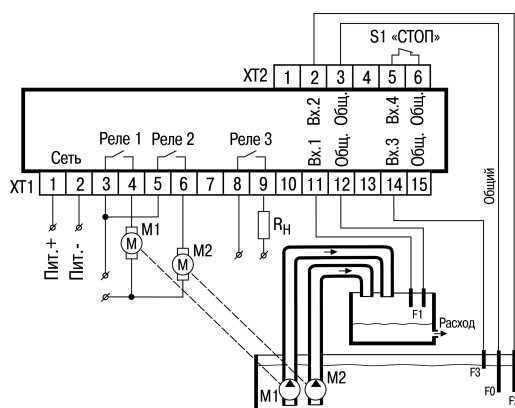 S1 «СТОП»
XT2 1 2 3 4 5 6
Вх.2 Общ. Вх.4 Общ.
Вх.1 Общ. Вх.3 Общ.
Сеть Реле 1 Реле 2 Реле 3
XT1 1 2 3 4 5 6 7 8 9 10 11 12 13 14 15
Общий
Пит.+ Пит.-
M M1
M M2
RН
F1
Расход
M1 M2
F3 F0